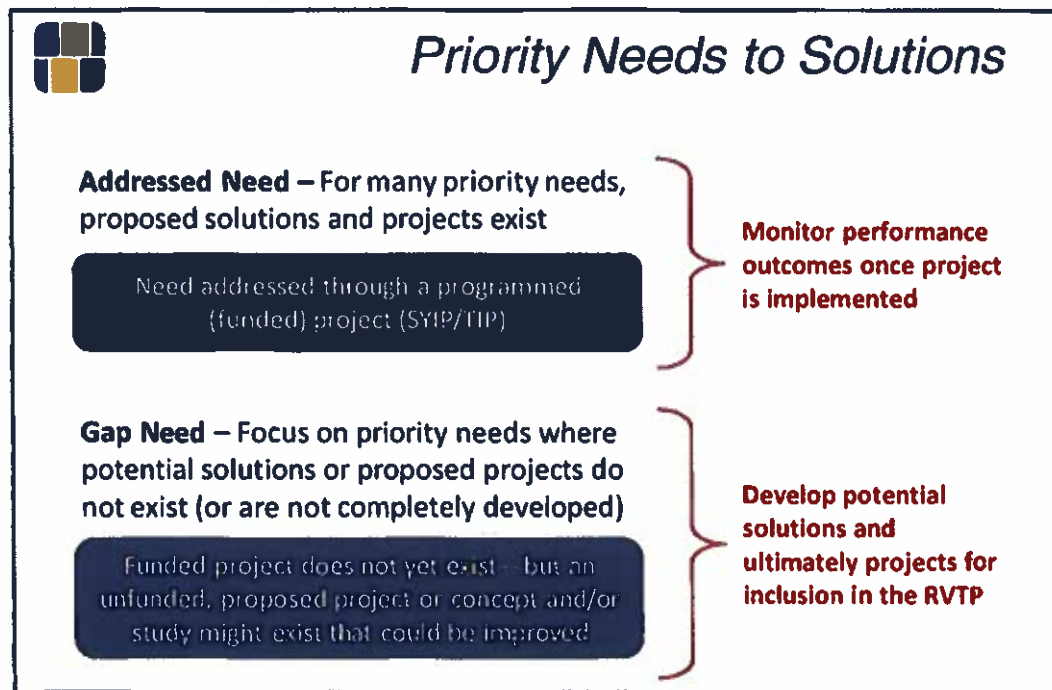 Priority Needs to Solutions
Addressed Need – For many priority needs,
proposed solutions and projects exist
Need addressed through a programmed
(funded) project (SYIP/TIP)
Monitor performance
outcomes once project
is implemented
Gap Need – Focus on priority needs where
potential solutions or proposed projects do
not exist (or are not completely developed)
Funded project does not yet exist – but an
unfunded, proposed project or concept and/or
study might exist that could be improved
Develop potential
solutions and
ultimately projects for
inclusion in the RVTP